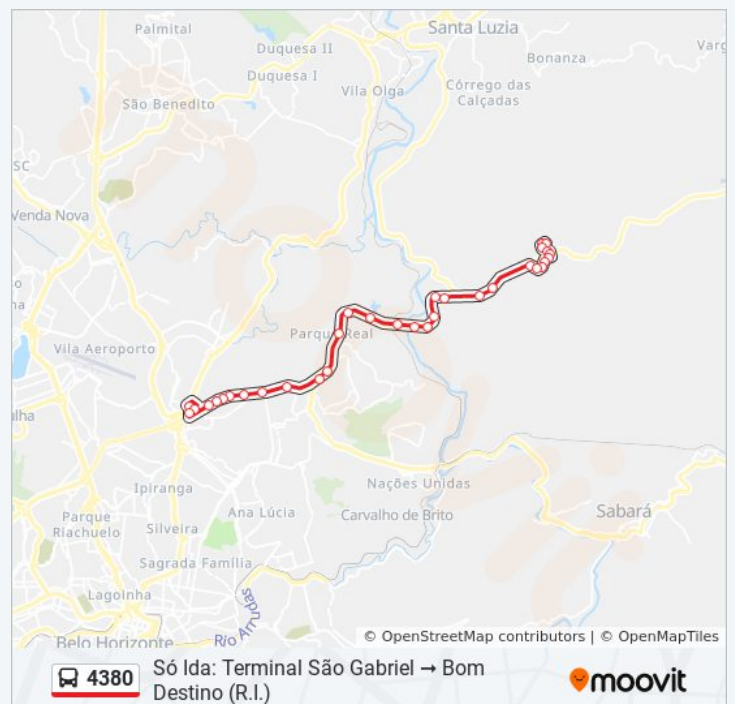 Palmital
Santa Luzia
Duquesa II
Bonanza
Varg
Duquesa I
Vila Olga
Córrego das
Calçadas
São Benedito
SC
Venda Nova
Parque Real
Vila Aeroporto
ulha
Ipiranga
Nações Unidas
Parque
Riachuelo
Silveira
Ana Lúcia
Carvalho de Brito
Sabará
Sagrada Família
Lagoinha
Rio Arrudas
Belo Horizonte
© OpenStreetMap contributors | © OpenMapTiles
4380
Só Ida: Terminal São Gabriel → Bom
Destino (R.I.)
moovit